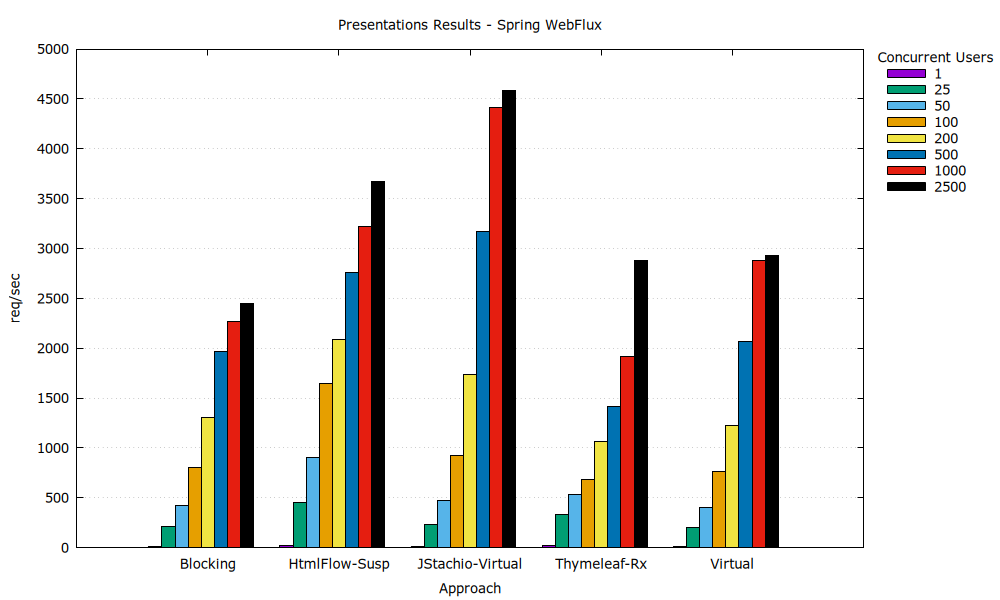 Presentations Results - Spring WebFlux
5000
4500
4000
3500
3000
2500
2000
1500
1000
500
0
req/sec
Blocking
HtmlFlow-Susp
JStachio-Virtual
Thymeleaf-Rx
Virtual
Approach
Concurrent Users
1
25
50
100
200
500
1000
2500